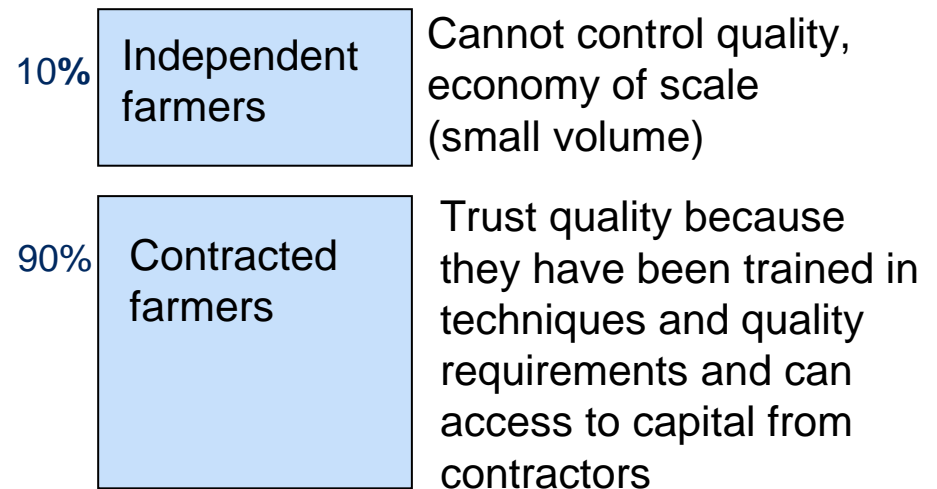 10%
Independent
farmers
Cannot control quality,
economy of scale
(small volume)
90%
Contracted
farmers
Trust quality because
they have been trained in
techniques and quality
requirements and can
access to capital from
contractors